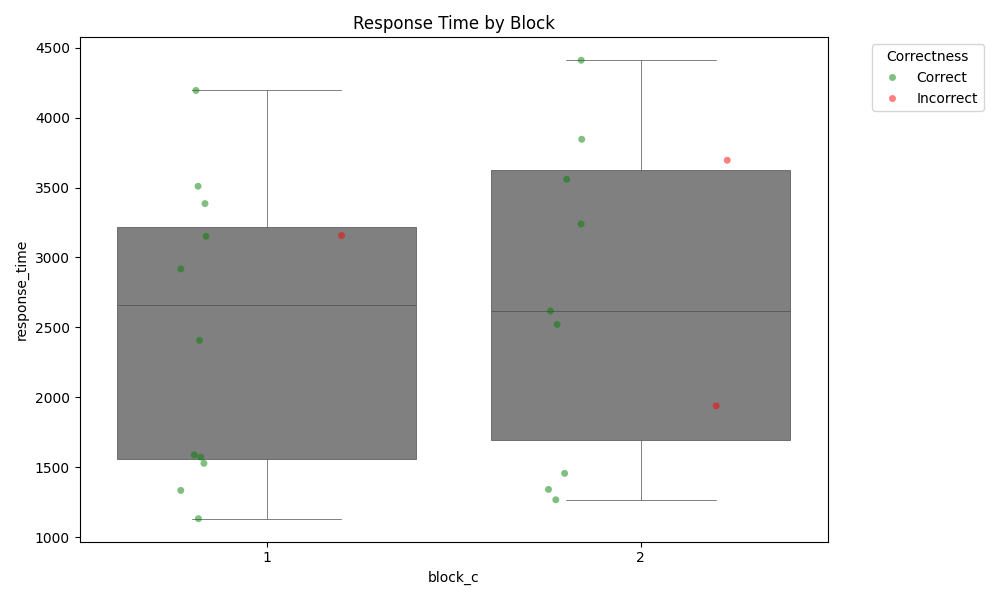 Response Time by Block
Correctness
Correct
Incorrect
response_time
4500
4000
3500
3000
2500
2000
1500
1000
1
2
block_c